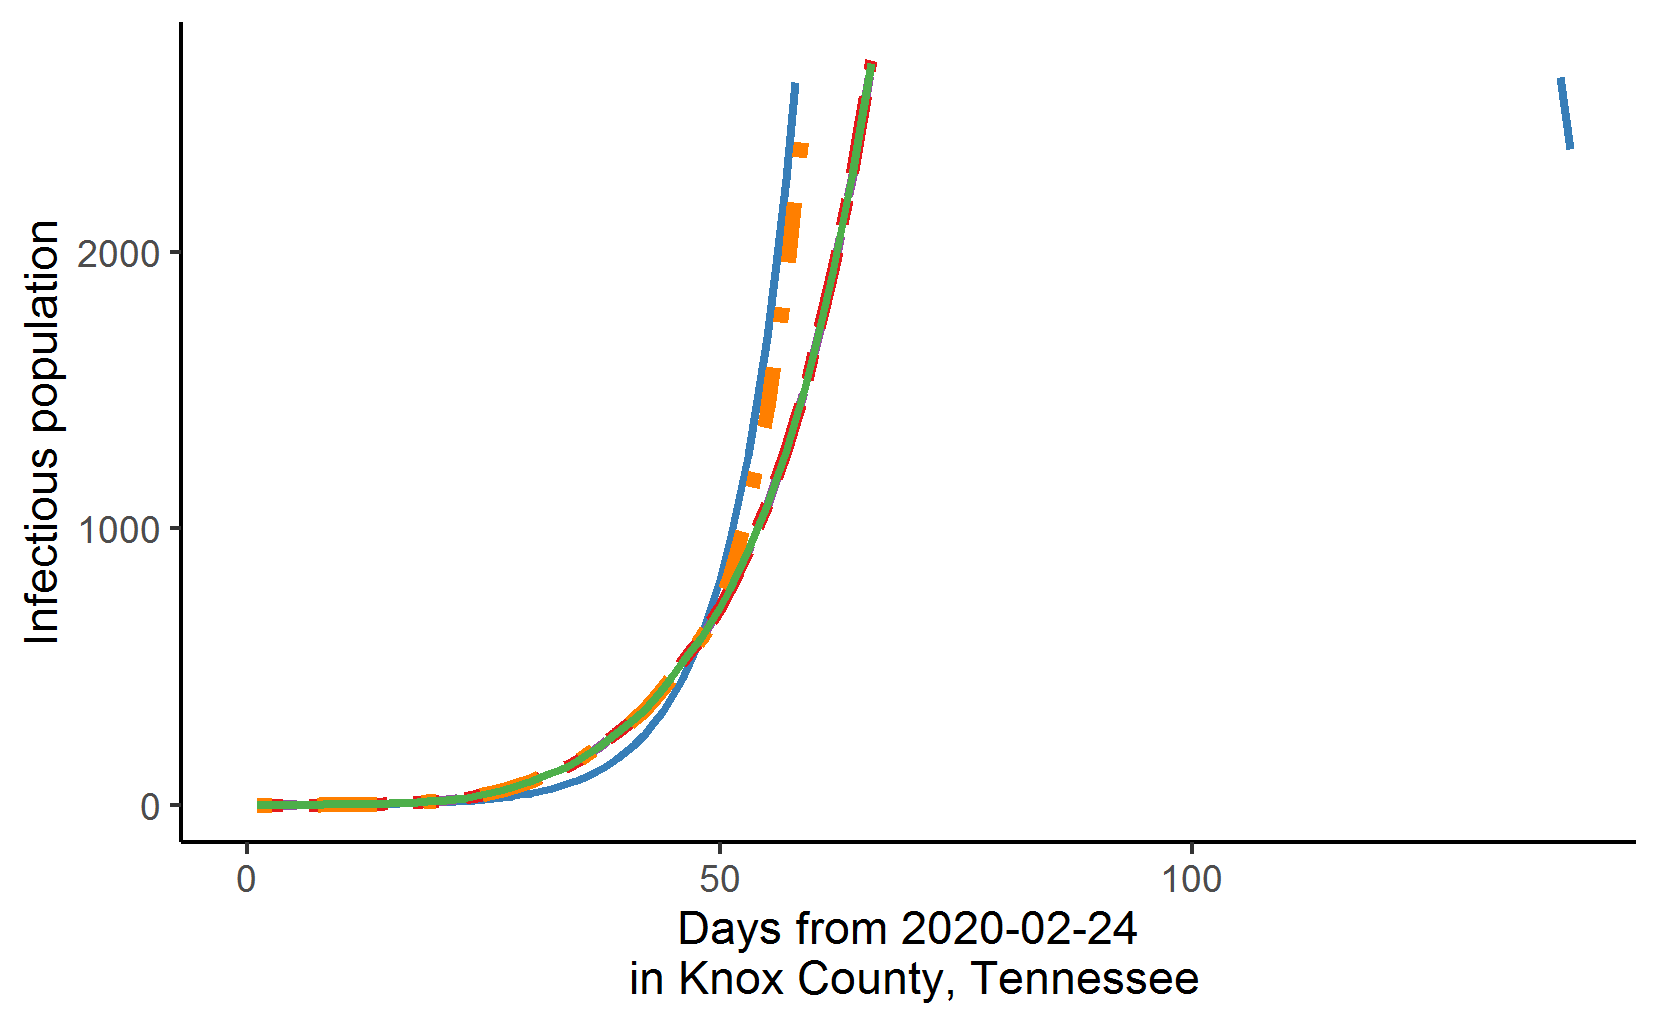 Infectious population
2000
1000
0
0 50 100
Days from 2020-02-24
in Knox County, Tennessee